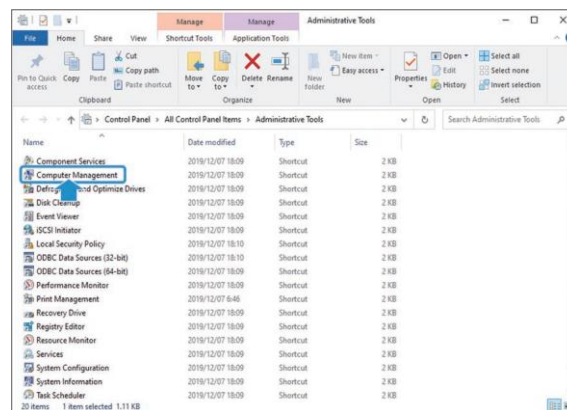 Manage Manage Administrative Tools
File Home Share View Shortcut Tools Application Tools
Pin to Quick access
Copy
Paste
Cut
Copy path
Paste shortcut
Clipboard
Move to
Copy to
Delete
Rename
Organize
New folder
New item
Easy access
New
Properties
Open
Edit
History
Open
Select all
Select none
Invert selection
Select
Control Panel > All Control Panel Items > Administrative Tools
Search Administrative Tools
Name Date modified Type Size
Component Services 2019/12/07 18:09 Shortcut 2 KB
Computer Management 2019/12/07 18:09 Shortcut 2 KB
and Optimize Drives 2019/12/07 18:09 Shortcut 2 KB
Disk Cleanup 2019/12/07 18:09 Shortcut 2 KB
Event Viewer 2019/12/07 18:09 Shortcut 2 KB
iSCSI Initiator 2019/12/07 18:09 Shortcut 2 KB
Local Security Policy 2019/12/07 18:10 Shortcut 2 KB
ODBC Data Sources (32-bit) 2019/12/07 18:10 Shortcut 2 KB
ODBC Data Sources (64-bit) 2019/12/07 18:09 Shortcut 2 KB
Performance Monitor 2019/12/07 18:09 Shortcut 2 KB
Print Management 2019/12/07 6:46 Shortcut 2 KB
Recovery Drive 2019/12/07 18:09 Shortcut 2 KB
Registry Editor 2019/12/07 18:09 Shortcut 2 KB
Resource Monitor 2019/12/07 18:09 Shortcut 2 KB
Services 2019/12/07 18:09 Shortcut 2 KB
System Configuration 2019/12/07 18:09 Shortcut 2 KB
System Information 2019/12/07 18:09 Shortcut 2 KB
Task Scheduler 2019/12/07 18:09 Shortcut 2 KB
20 items 1 item selected 1.11 KB